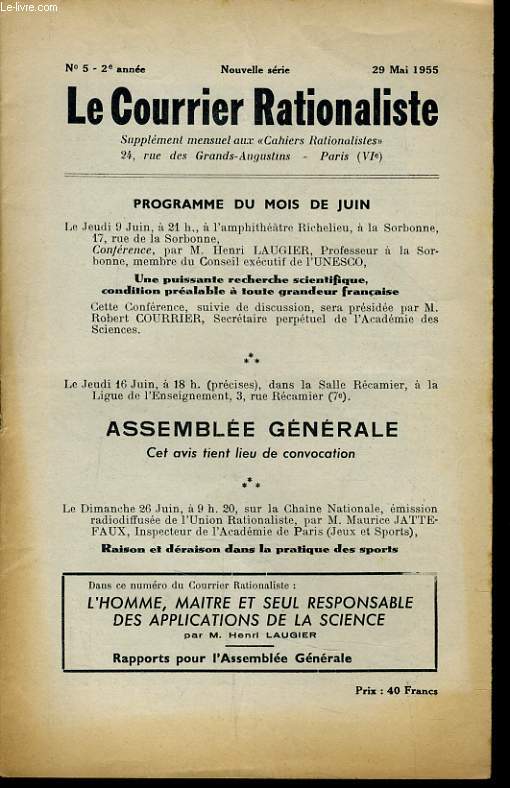 Le-livre.com
Nº 5 - 2e année Nouvelle série 29 Mai 1955
Le Courrier Rationaliste
Supplément mensuel aux «Cahiers Rationalistes»
24, rue des Grands-Augustins - Paris (VIe)
PROGRAMME DU MOIS DE JUIN
Le Jeudi 9 Juin, à 21 h., à l'amphithéâtre Richelieu, à la Sorbonne,
17, rue de la Sorbonne,
Conférence, par M. Henri LAUGIER, Professeur à la Sor-
bonne, membre du Conseil exécutif de l'UNESCO,
Une puissante recherche scientifique,
condition préalable à toute grandeur française
Cette Conférence, suivie de discussion, sera présidée par M.
Robert COURRIER, Secrétaire perpétuel de l'Académie des
Sciences.
***
Le Jeudi 16 Juin, à 18 h. (précises), dans la Salle Récamier, à la
Ligue de l'Enseignement, 3, rue Récamier (7e).
ASSEMBLÉE GÉNÉRALE
Cet avis tient lieu de convocation
***
Le Dimanche 26 Juin, à 9 h. 20, sur la Chaîne Nationale, émission
radiodiffusée de l'Union Rationaliste, par M. Maurice JATTE-
FAUX, Inspecteur de l'Académie de Paris (Jeux et Sports),
Raison et déraison dans la pratique des sports
Dans ce numéro du Courrier Rationaliste :
L'HOMME, MAITRE ET SEUL RESPONSABLE
DES APPLICATIONS DE LA SCIENCE
par M. Henri LAUGIER
Rapports pour l'Assemblée Générale
Prix : 40 Francs